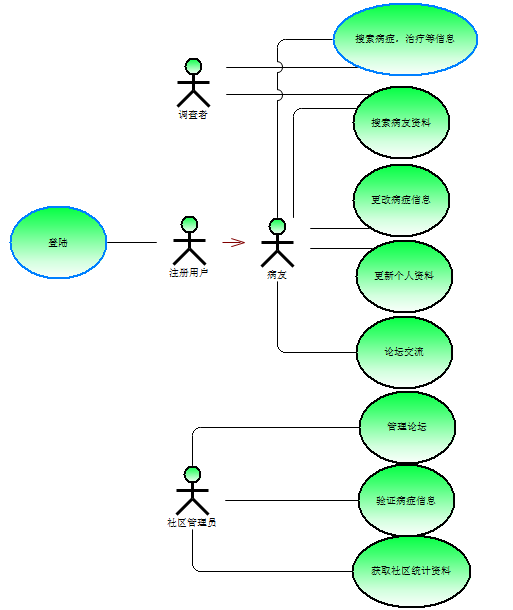 搜索病症，治疗等信息
调查者
搜索病友资料
更改病症信息
登陆
注册用户
病友
更新个人资料
论坛交流
管理论坛
验证病症信息
社区管理员
获取社区统计资料